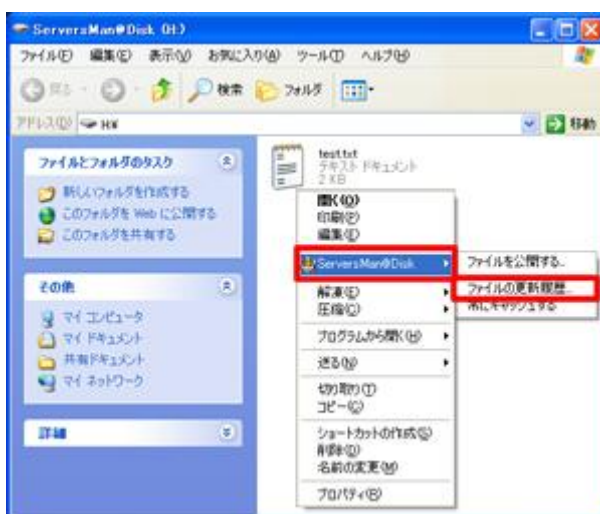 ServersMan@Disk (H:)
ファイル(F) 編集(E) 表示(V) お気に入り(A) ツール(T) ヘルプ(H)
戻る 検索 フォルダ
アドレス(D) H:¥ 移動
ファイルとフォルダのタスク
新しいフォルダを作成する
このフォルダを Web に公開する
このフォルダを共有する
その他
マイ コンピュータ
マイ ドキュメント
共有ドキュメント
マイ ネットワーク
詳細
test.txt
テキスト ドキュメント
2 KB
開く(O)
印刷(P)
編集(E)
ServersMan@Disk
解凍(E)
圧縮(C)
プログラムから開く(H)
送る(N)
切り取り(T)
コピー(C)
ショートカットの作成(S)
削除(D)
名前の変更(M)
プロパティ(R)
ファイルを公開する...
ファイルの更新履歴...
常にキャッシュする